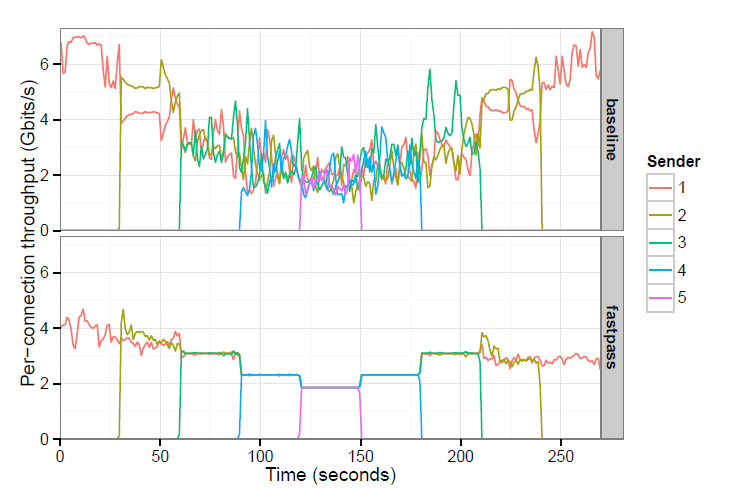 Per-connection throughput (Gbits/s)
6
4
2
0
baseline
6
4
2
0
fastpass
0 50 100 150 200 250
Time (seconds)
Sender
1
2
3
4
5